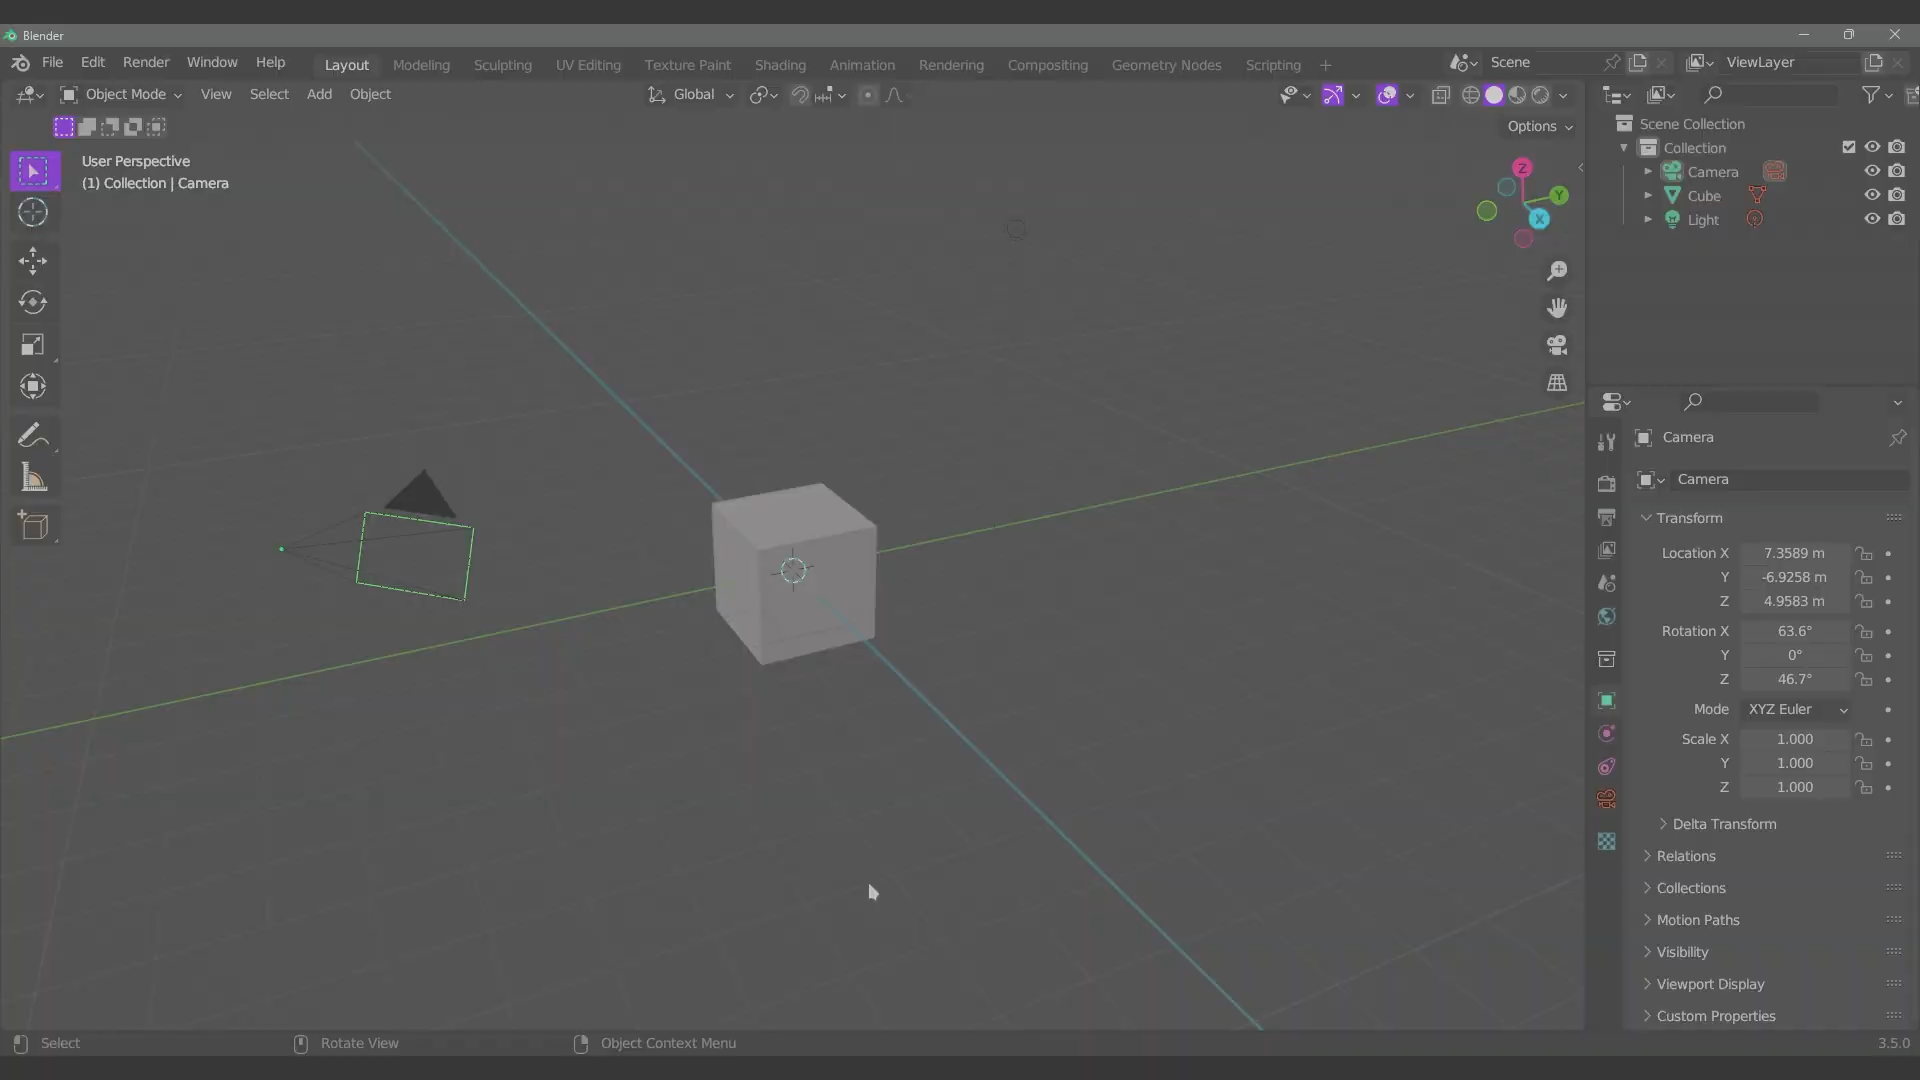 Blender
File Edit Render Window Help Layout Modeling Sculpting UV Editing Texture Paint Shading Animation Rendering Compositing Geometry Nodes Scripting + Scene ViewLayer
Object Mode View Select Add Object Global
Options
User Perspective
(1) Collection | Camera
Z
Y
X
Scene Collection
Collection
Camera
Cube
Light
Camera
Camera
Transform
Location X 7.3589 m
Y -6.9258 m
Z 4.9583 m
Rotation X 63.6°
Y 0°
Z 46.7°
Mode XYZ Euler
Scale X 1.000
Y 1.000
Z 1.000
Delta Transform
Relations
Collections
Motion Paths
Visibility
Viewport Display
Custom Properties
Select Rotate View Object Context Menu 3.5.0